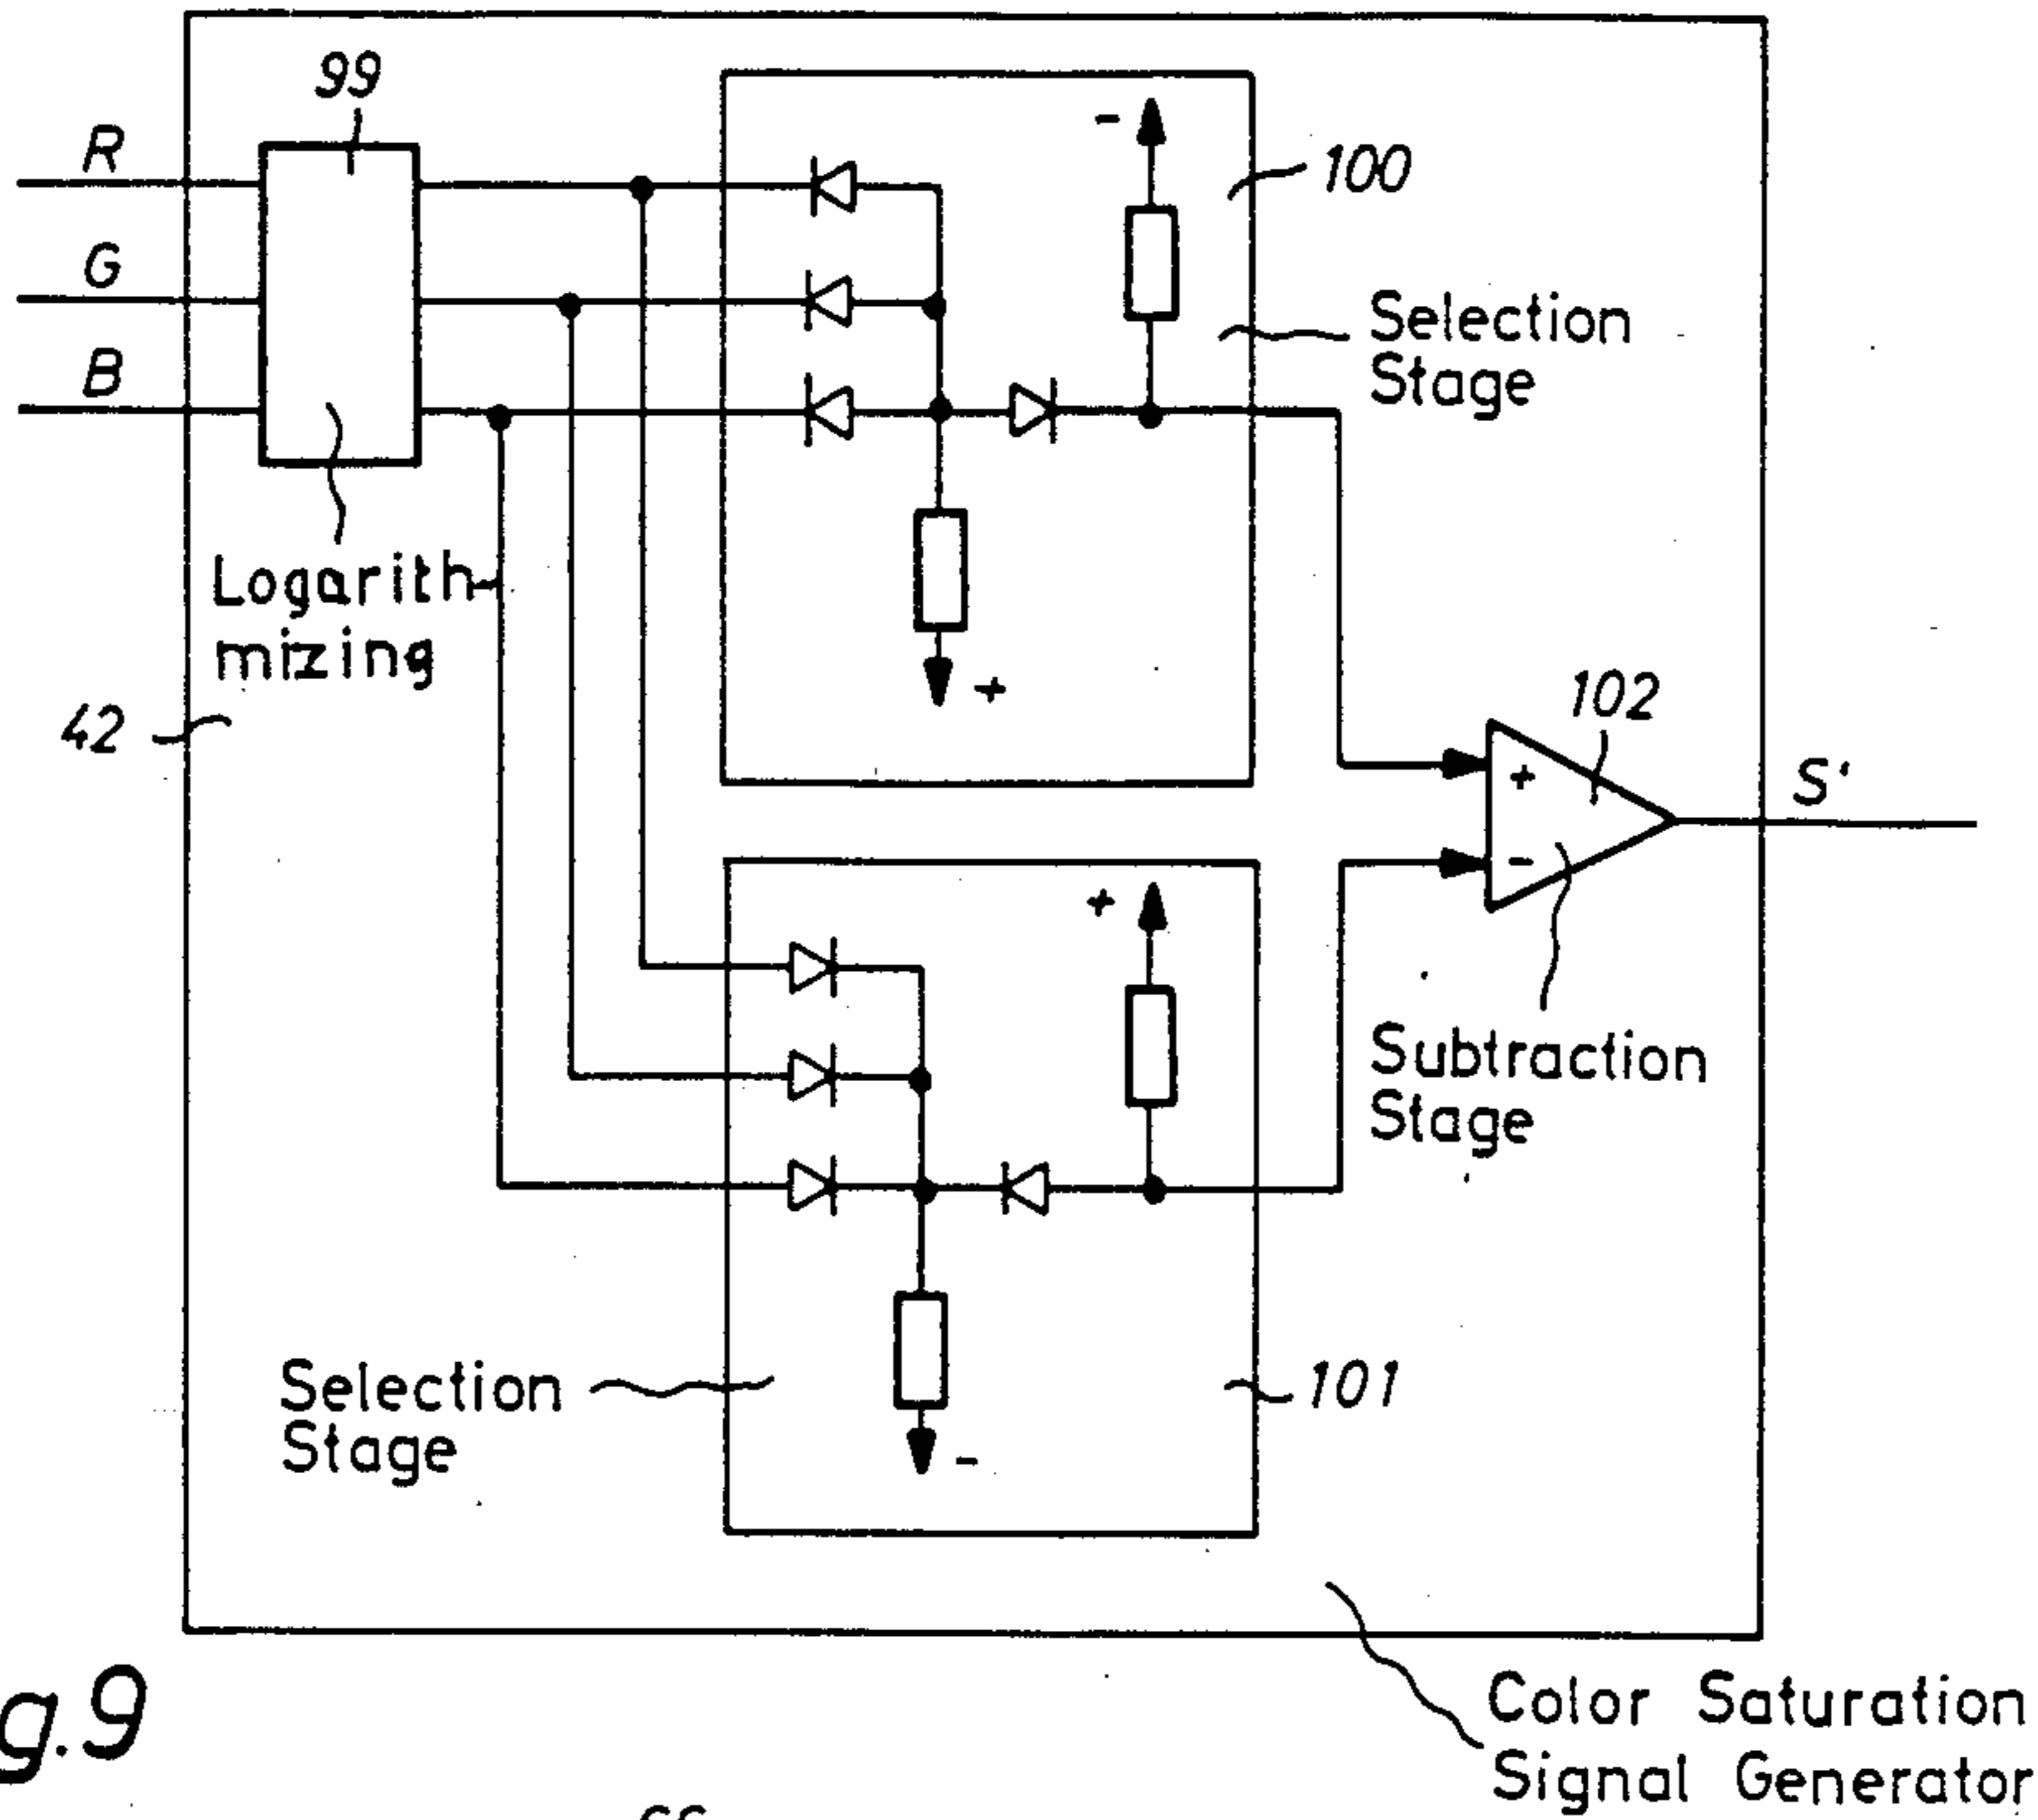 99
R
100
G
Selection
Stage
B
Logarith-
mizing
42
-
+
102
+
-
S'
+
Subtraction
Stage
Selection
Stage
101
-
g.9
Color Saturation
Signal Generator